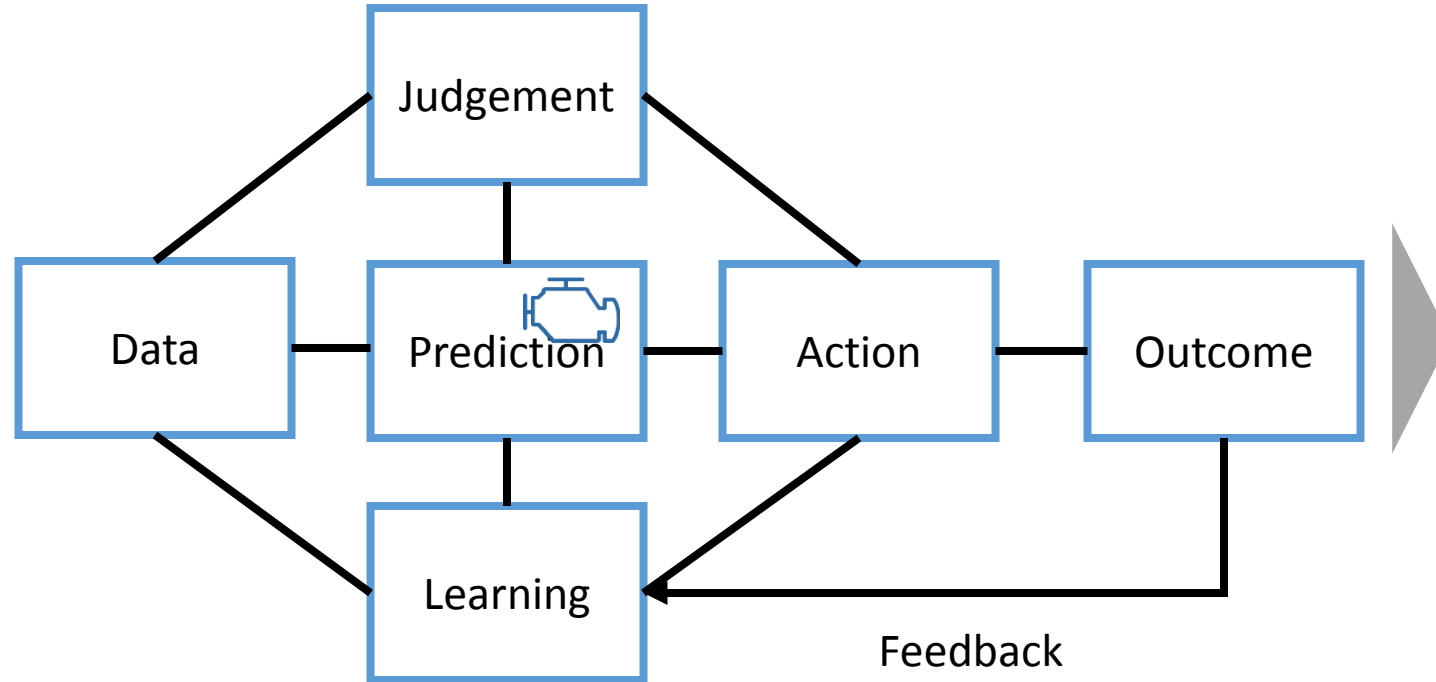 Judgement
Data
Prediction
Action
Outcome
Learning
Feedback